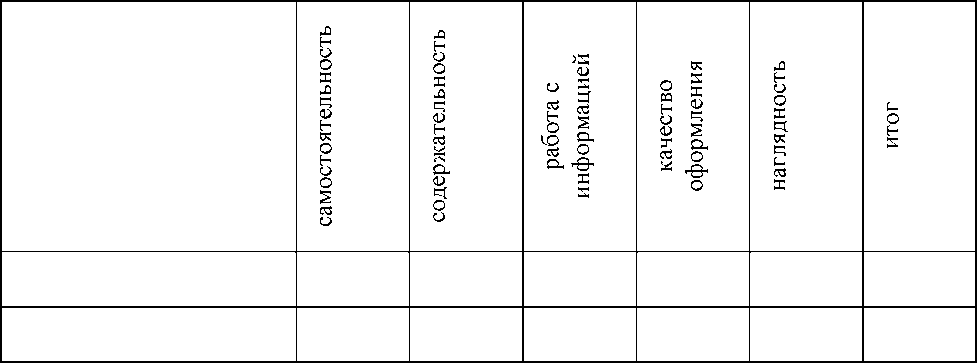 самостоятельность
содержательность
работа с
информацией
качество
оформления
наглядность
итог